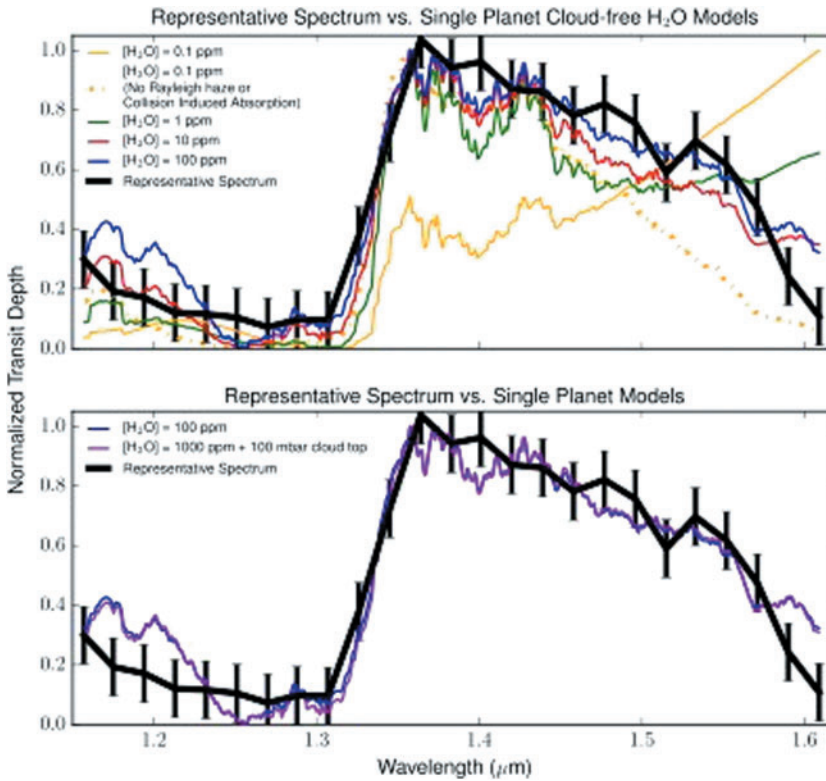 Representative Spectrum vs. Single Planet Cloud-free H₂O Models
[H₂O] = 0.1 ppm
[H₂O] = 0.1 ppm
(No Rayleigh haze or
Collision Induced Absorption)
[H₂O] = 1 ppm
[H₂O] = 10 ppm
[H₂O] = 100 ppm
Representative Spectrum
1.0
0.8
0.6
0.4
0.2
0.0
Normalized Transit Depth
Representative Spectrum vs. Single Planet Models
[H₂O] = 100 ppm
[H₂O] = 1000 ppm + 100 mbar cloud top
Representative Spectrum
1.0
0.8
0.6
0.4
0.2
0.0
1.2
1.3
1.4
1.5
1.6
Wavelength (μm)